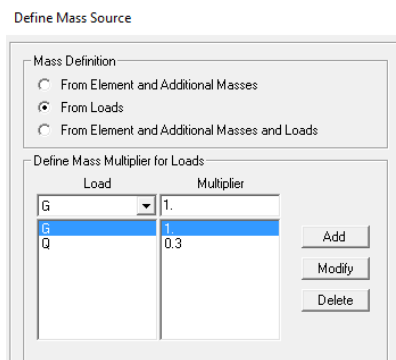 Define Mass Source
Mass Definition
From Element and Additional Masses
From Loads
From Element and Additional Masses and Loads
Define Mass Multiplier for Loads
Load Multiplier
G 1.
G 1.
Q 0.3
Add
Modify
Delete